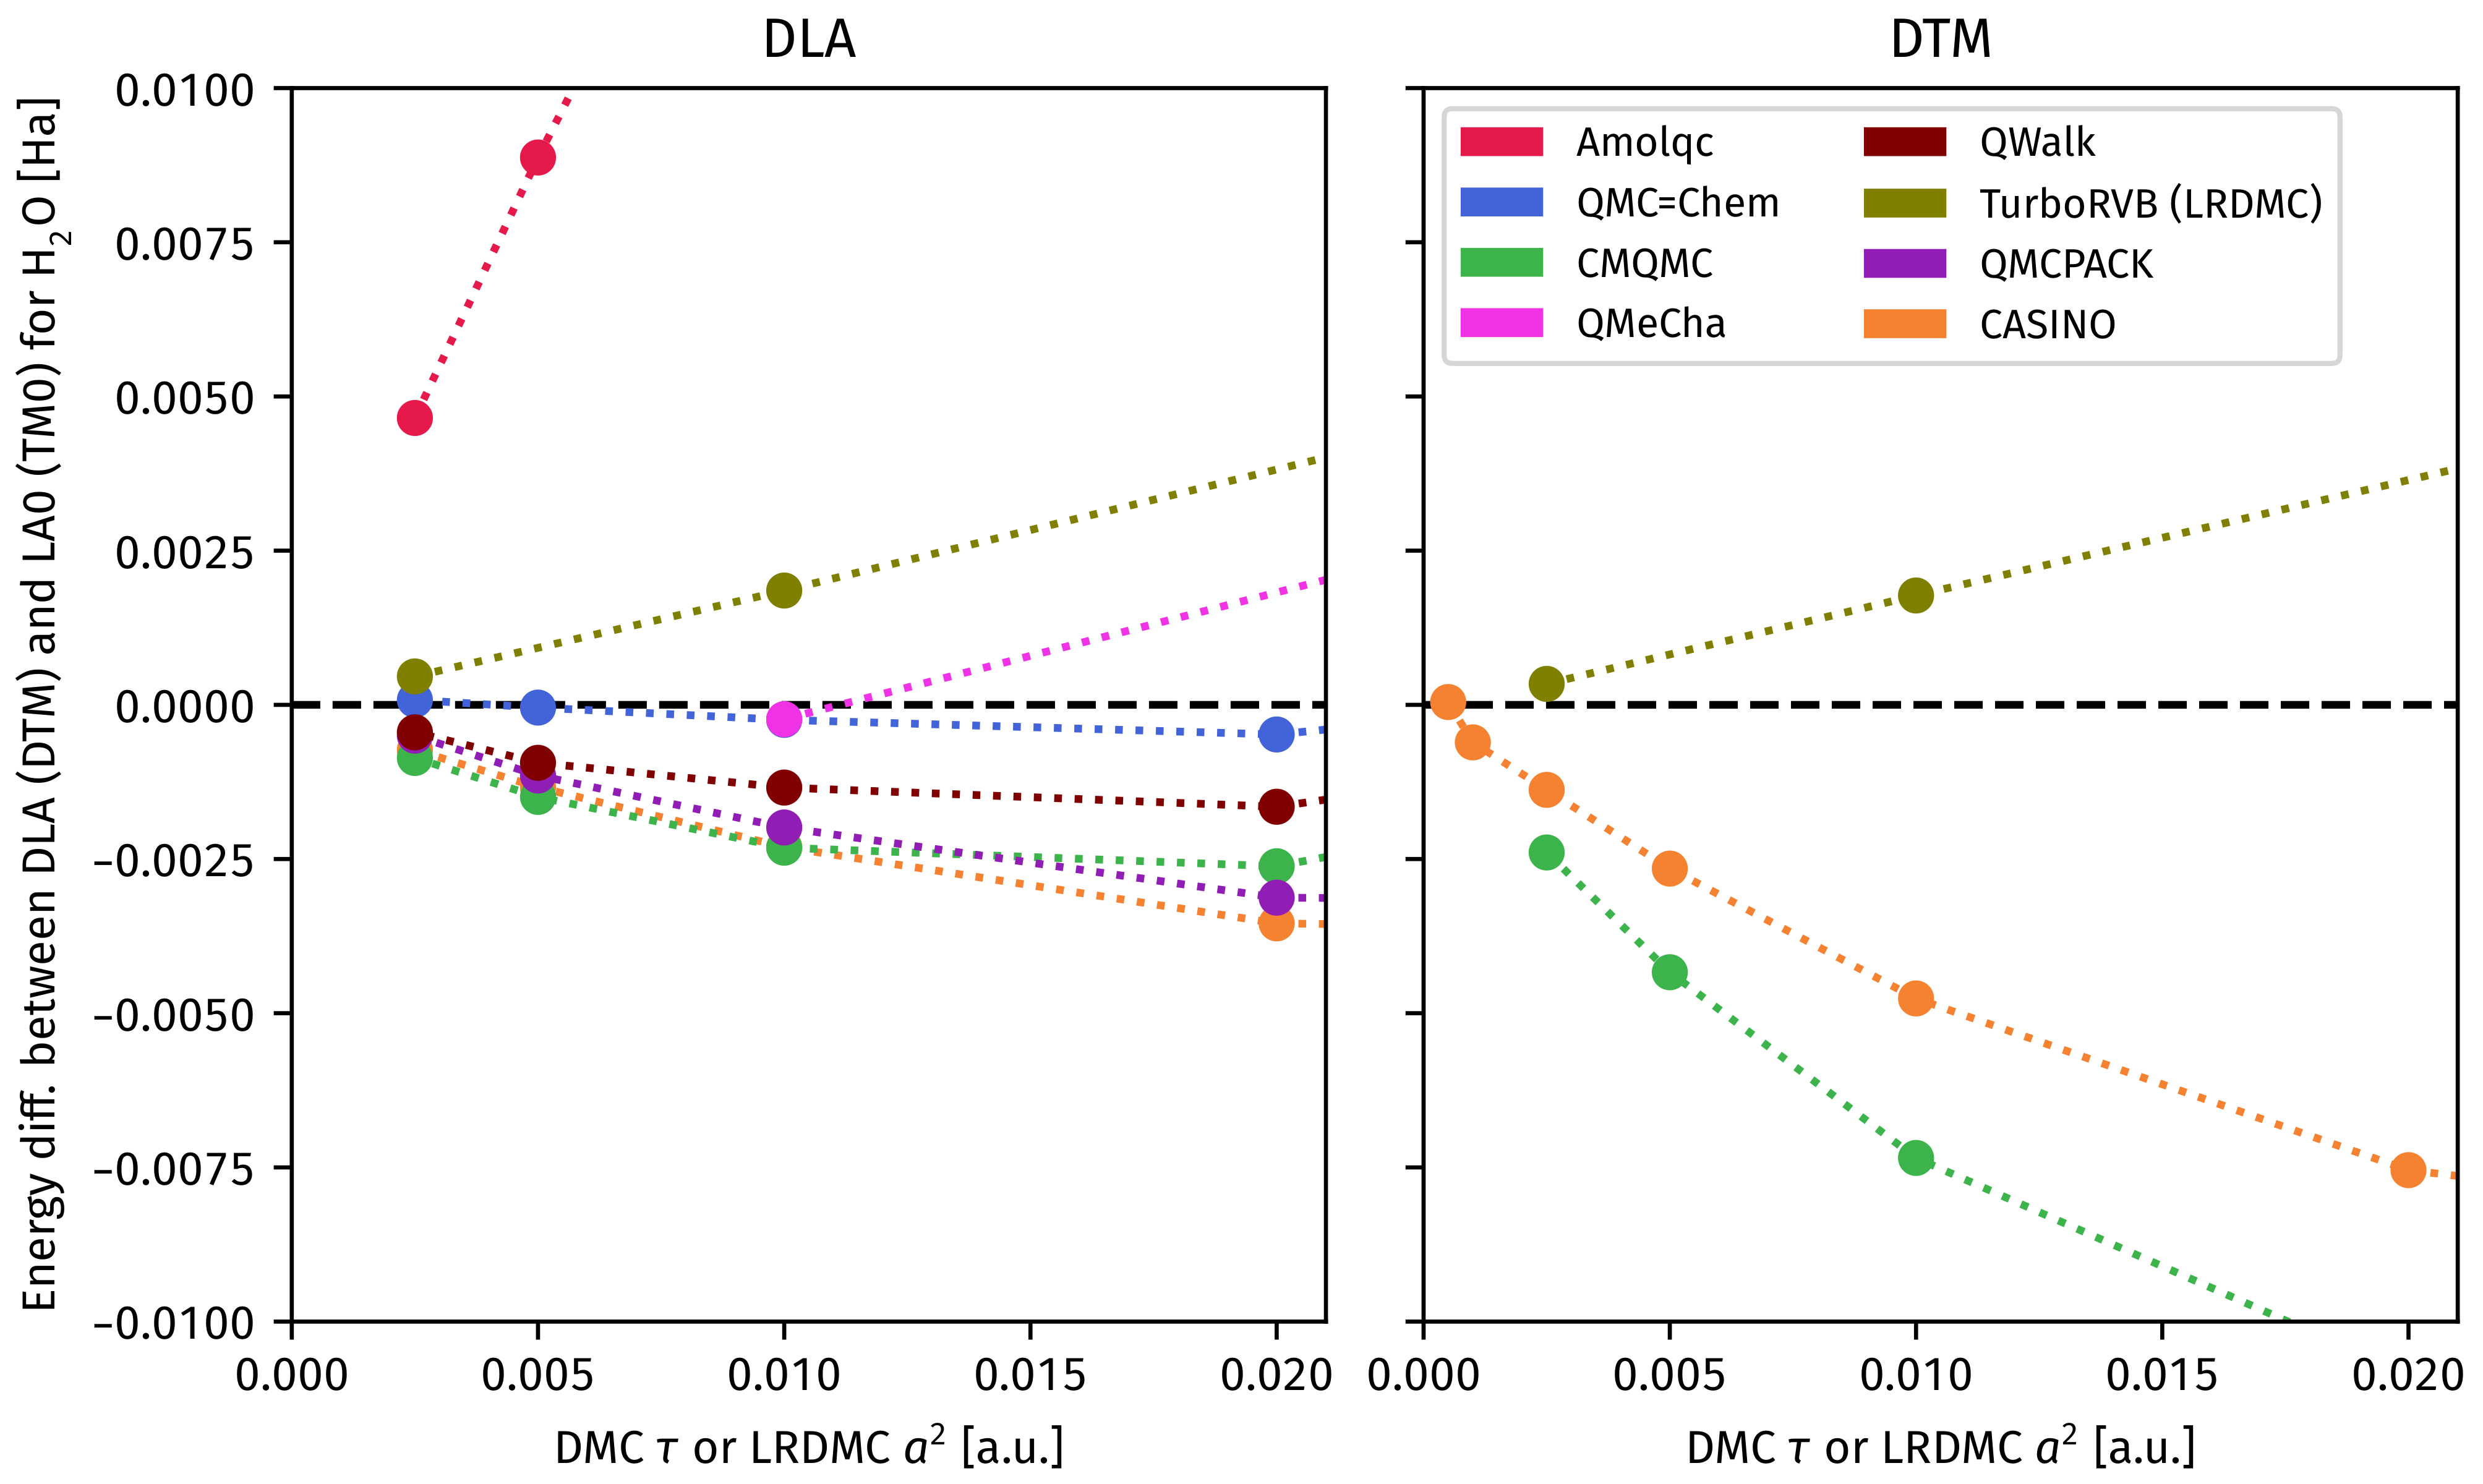 DLA
DTM
Energy diff. between DLA (DTM) and LA0 (TM0) for H₂O [Ha]
0.0100
0.0075
0.0050
0.0025
0.0000
−0.0025
−0.0050
−0.0075
−0.0100
0.000 0.005 0.010 0.015 0.020
0.000 0.005 0.010 0.015 0.020
DMC τ or LRDMC a² [a.u.]
DMC τ or LRDMC a² [a.u.]
Amolqc
QMC=Chem
CMQMC
QMeCha
QWalk
TurboRVB (LRDMC)
QMCPACK
CASINO